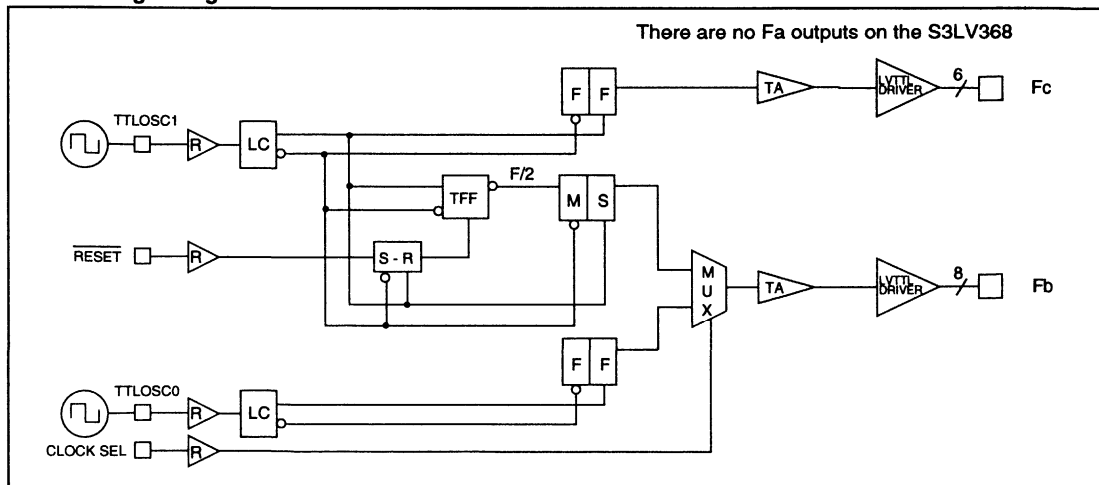 There are no Fa outputs on the S3LV368
F F
TA
LVTTL
DRIVER
6
Fc
TTLOSC1
R
LC
F/2
TFF
M S
RESET
R
S - R
M
U
X
TA
LVTTL
DRIVER
8
Fb
F F
TTLOSC0
R
LC
CLOCK SEL
R